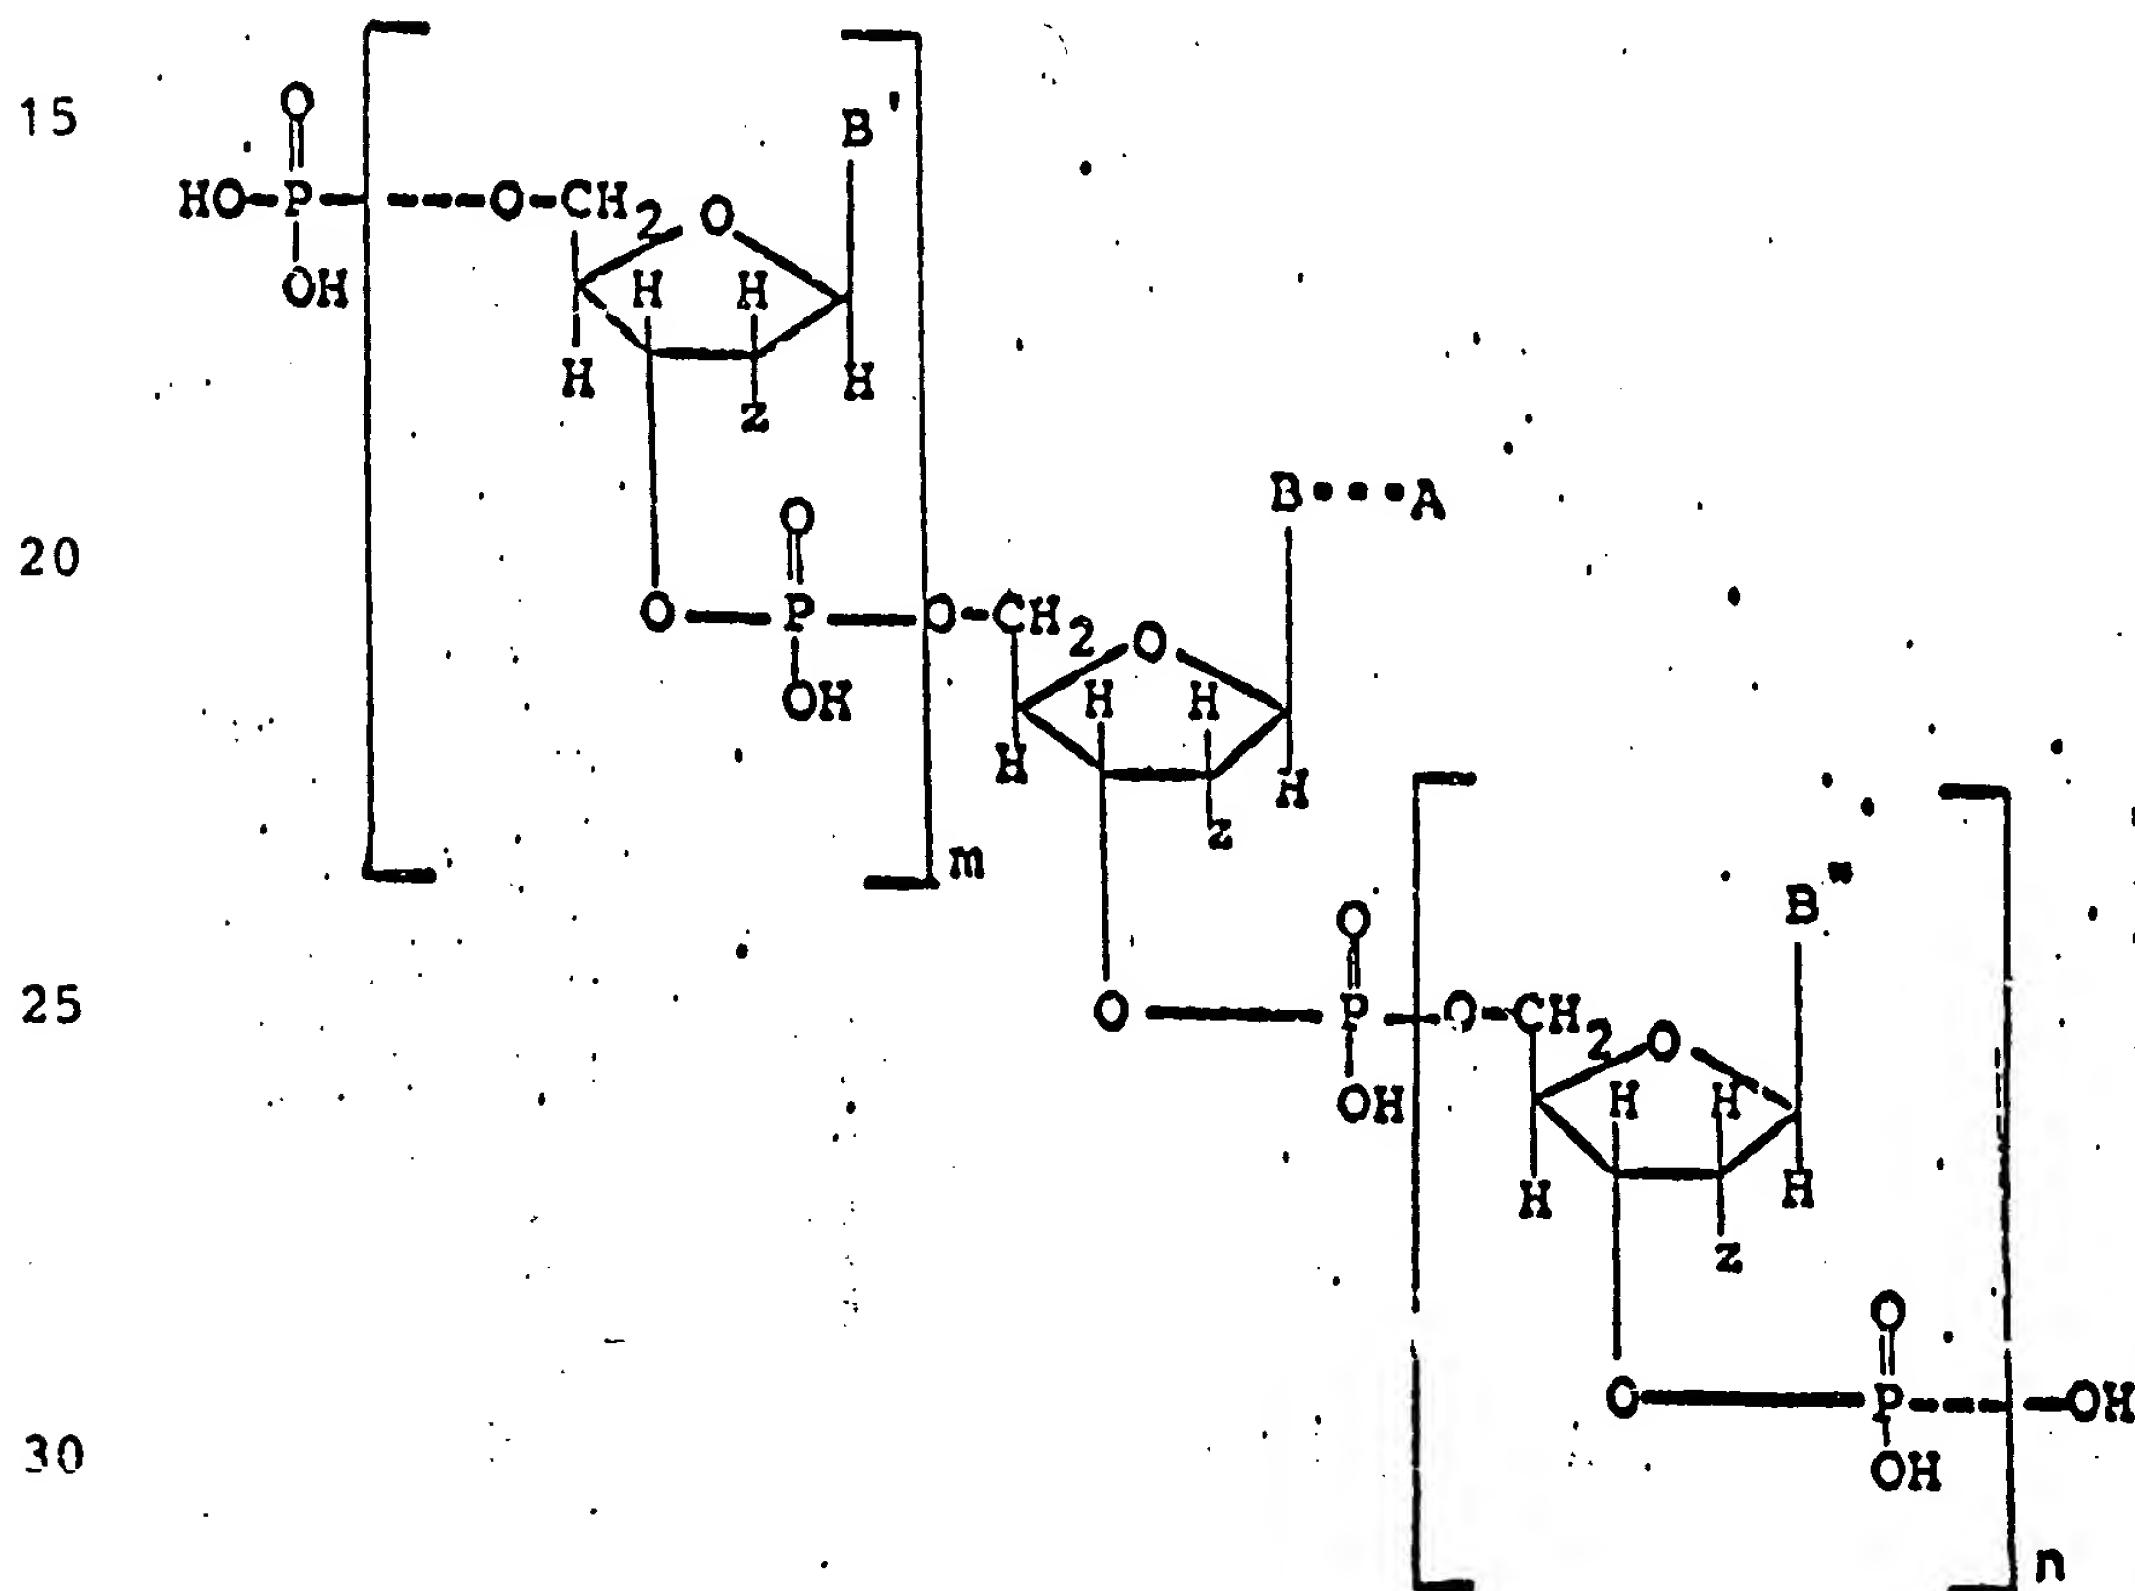 15
O
B'
HO-P-O-CH2 O
OH H H
H H
z
B•••A
20
O
O-P-O-CH2 O
OH H H
H H
z
m
B"
25
O
O-P-O-CH2 O
OH H H
H H
z
O
O-P-OH
30
OH
n